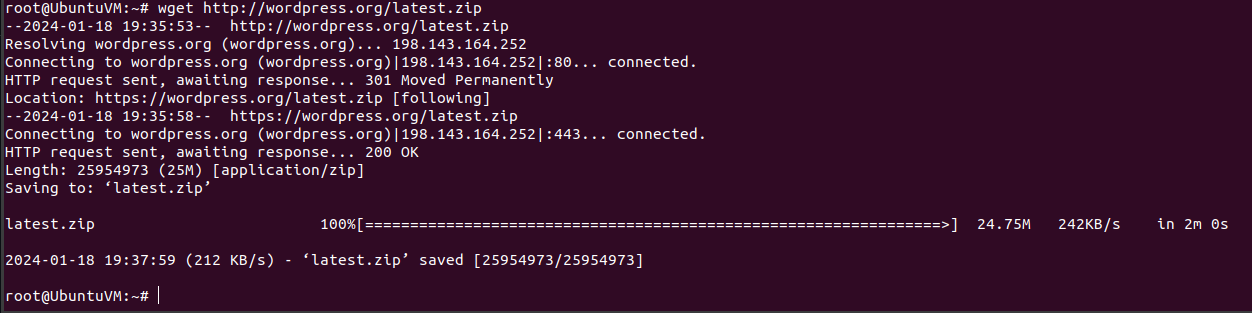 root@UbuntuVM:~# wget http://wordpress.org/latest.zip
--2024-01-18 19:35:53--  http://wordpress.org/latest.zip
Resolving wordpress.org (wordpress.org)... 198.143.164.252
Connecting to wordpress.org (wordpress.org)|198.143.164.252|:80... connected.
HTTP request sent, awaiting response... 301 Moved Permanently
Location: https://wordpress.org/latest.zip [following]
--2024-01-18 19:35:58--  https://wordpress.org/latest.zip
Connecting to wordpress.org (wordpress.org)|198.143.164.252|:443... connected.
HTTP request sent, awaiting response... 200 OK
Length: 25954973 (25M) [application/zip]
Saving to: ‘latest.zip’
latest.zip                         100%[================================================================>]  24.75M   242KB/s    in 2m 0s
2024-01-18 19:37:59 (212 KB/s) - ‘latest.zip’ saved [25954973/25954973]
root@UbuntuVM:~#